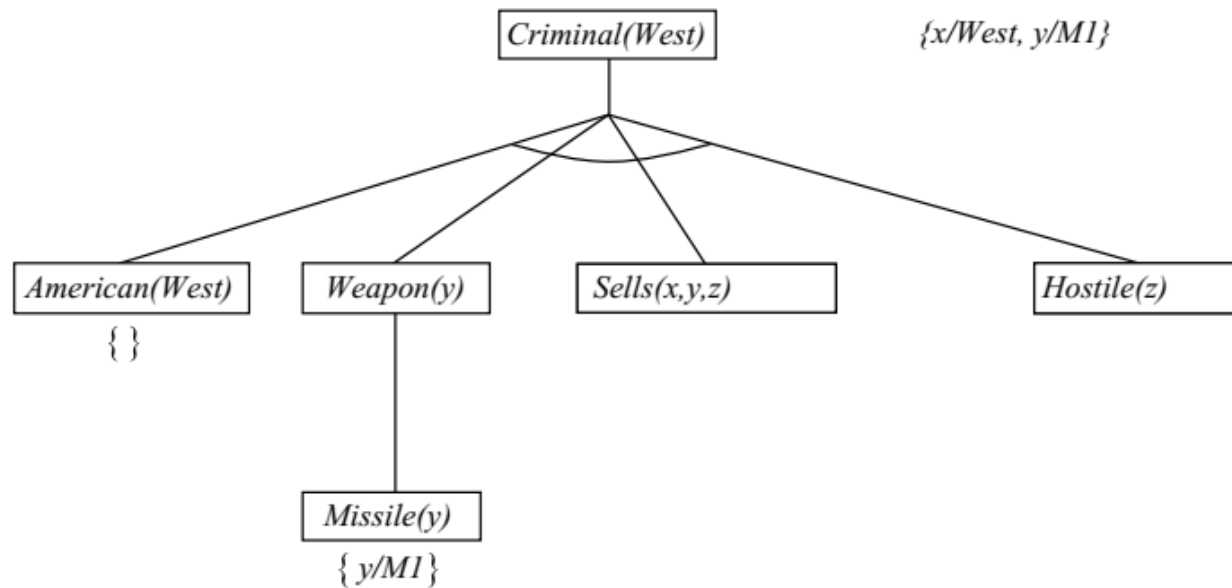 Criminal(West)
{x/West, y/M1}
American(West)
Weapon(y)
Sells(x,y,z)
Hostile(z)
{ }
Missile(y)
{ y/M1}